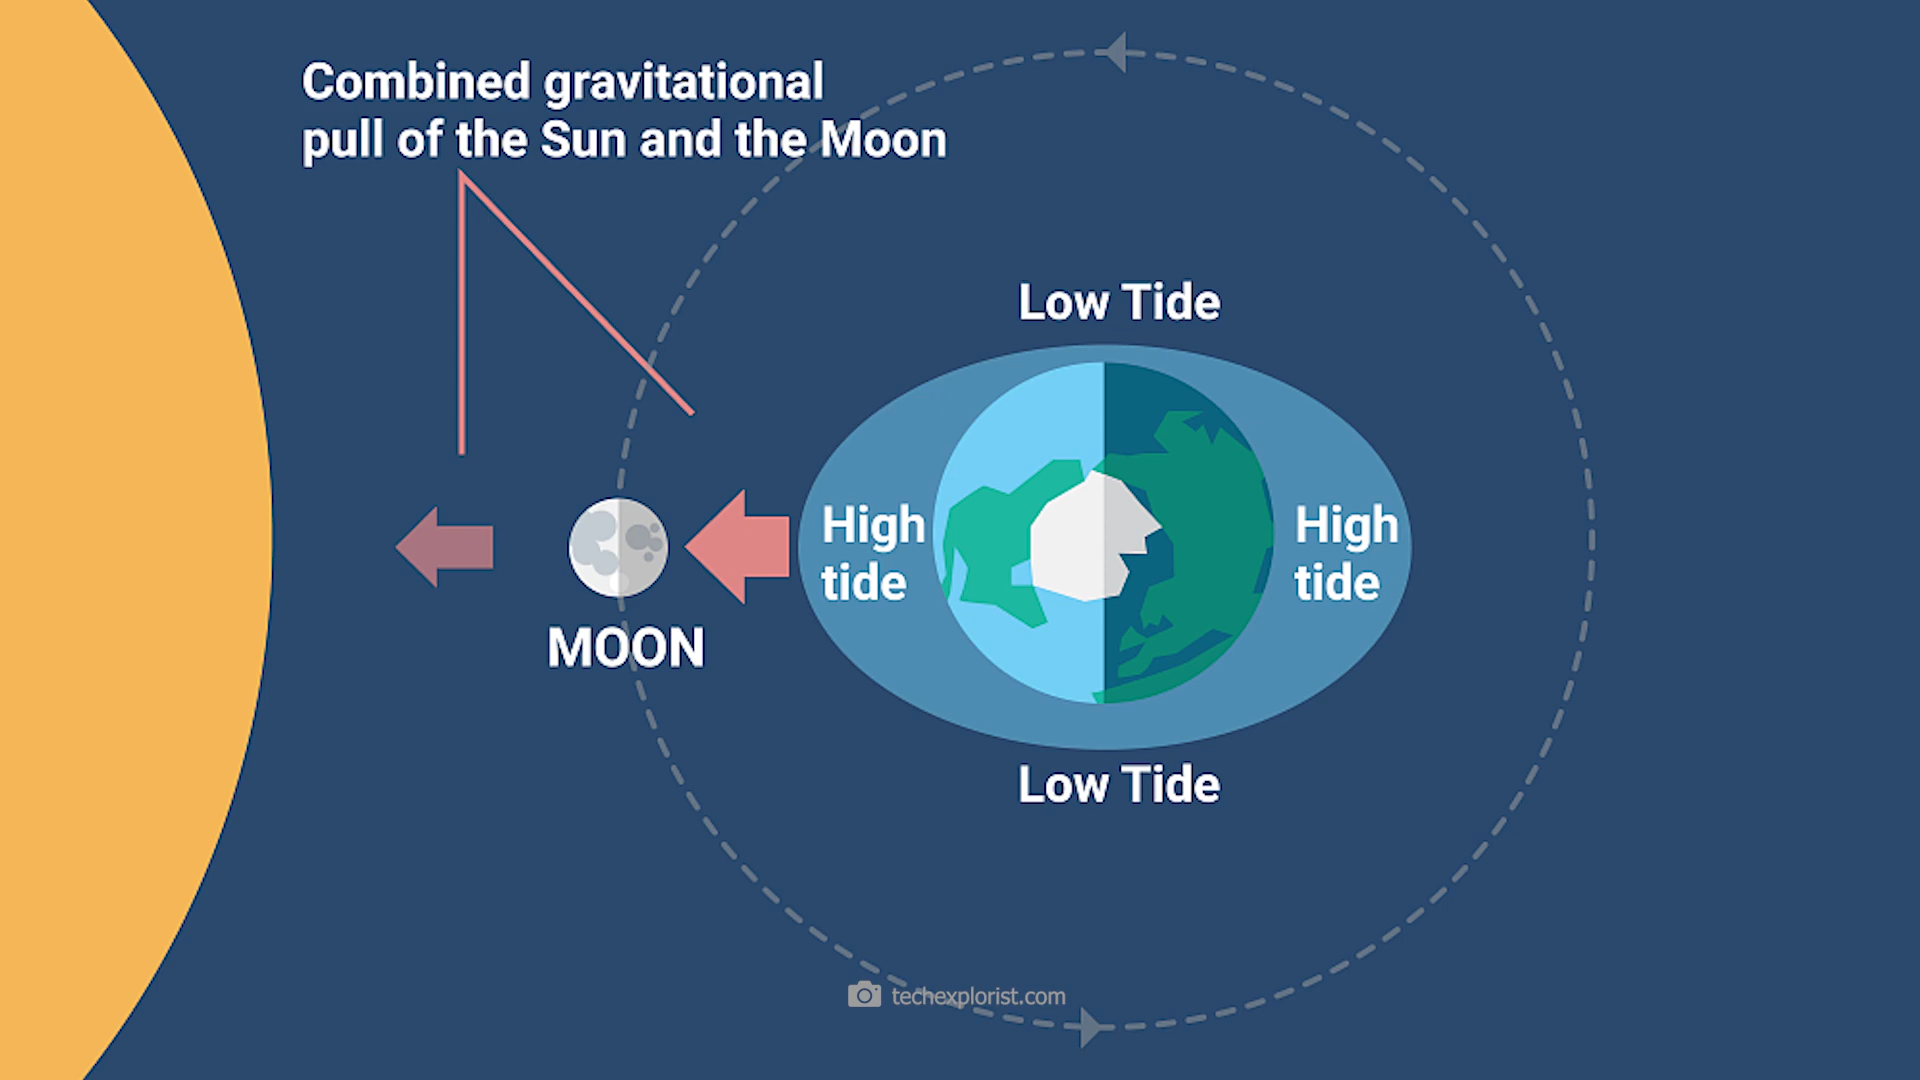 Combined gravitational
pull of the Sun and the Moon
Low Tide
High
tide
High
tide
MOON
Low Tide
techexplorist.com